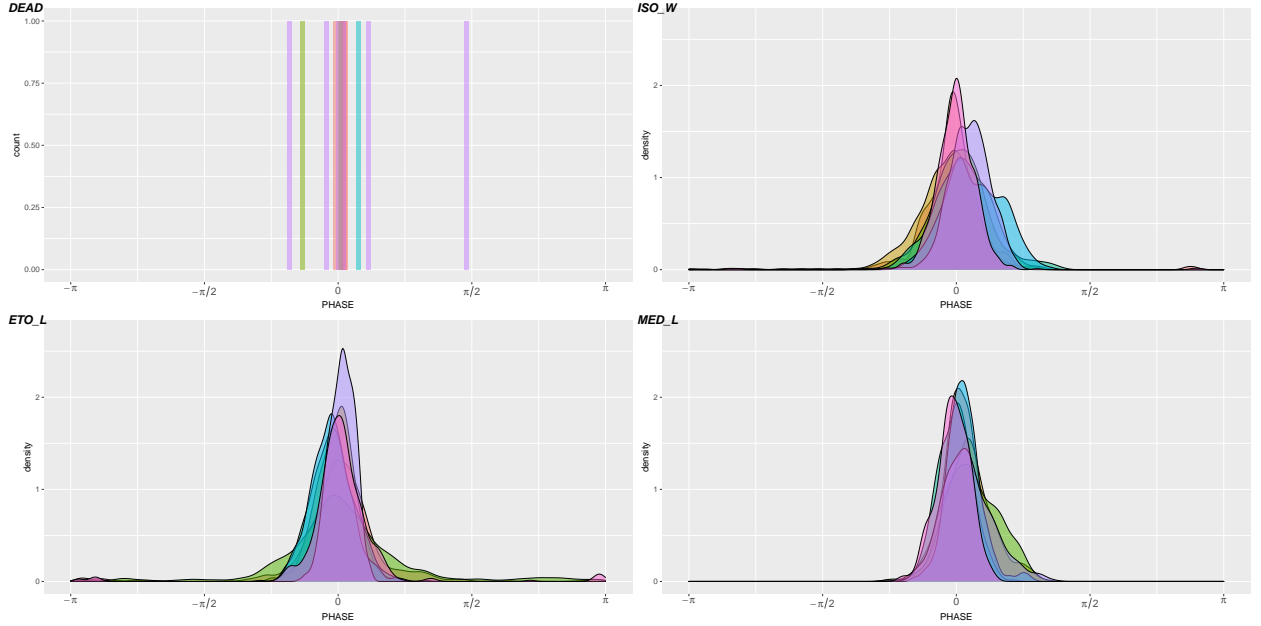 DEAD
1.00
0.75
0.50
0.25
0.00
count
−π
−π/2
0
π/2
π
PHASE
ISO_W
2
1
0
density
−π
−π/2
0
π/2
π
PHASE
ETO_L
2
1
0
density
−π
−π/2
0
π/2
π
PHASE
MED_L
2
1
0
density
−π
−π/2
0
π/2
π
PHASE